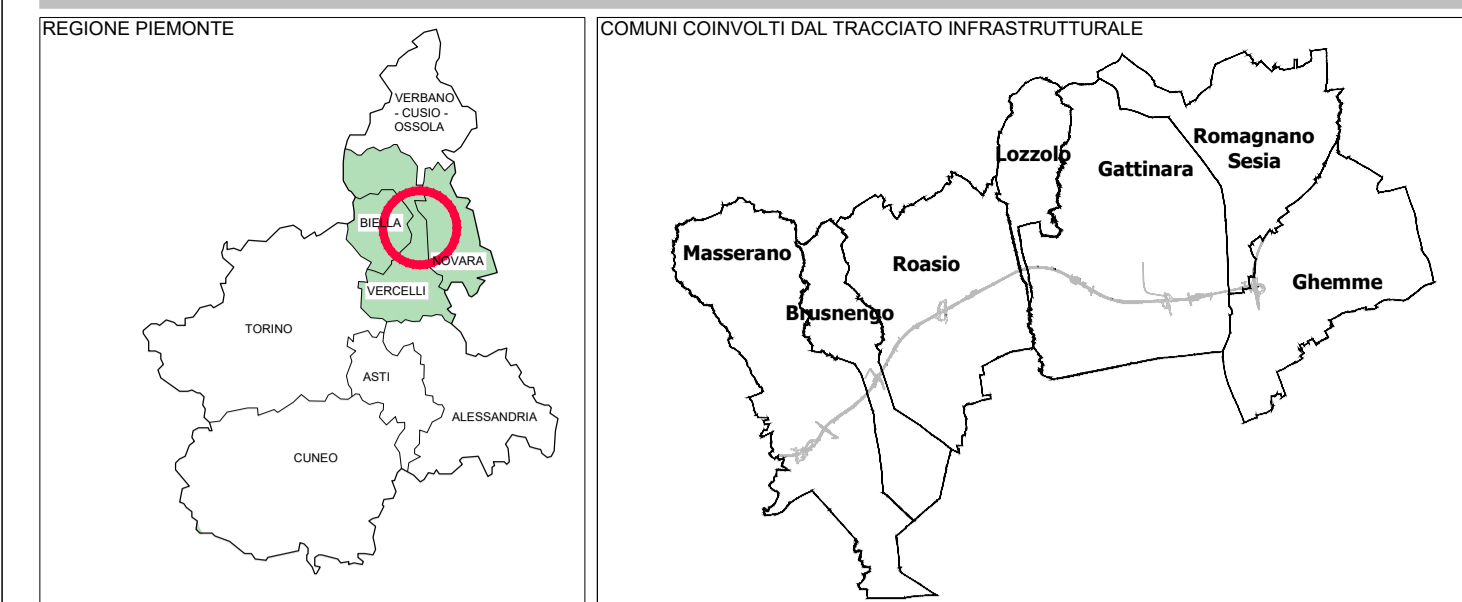 REGIONE PIEMONTE
VERBANO
- CUSIO -
OSSOLA
BIELLA
NOVARA
VERCELLI
TORINO
ASTI
ALESSANDRIA
CUNEO
COMUNI COINVOLTI DAL TRACCIATO INFRASTRUTTURALE
Romagnano
Sesia
Lozzolo
Gattinara
Masserano
Roasio
Ghemme
Brusnengo